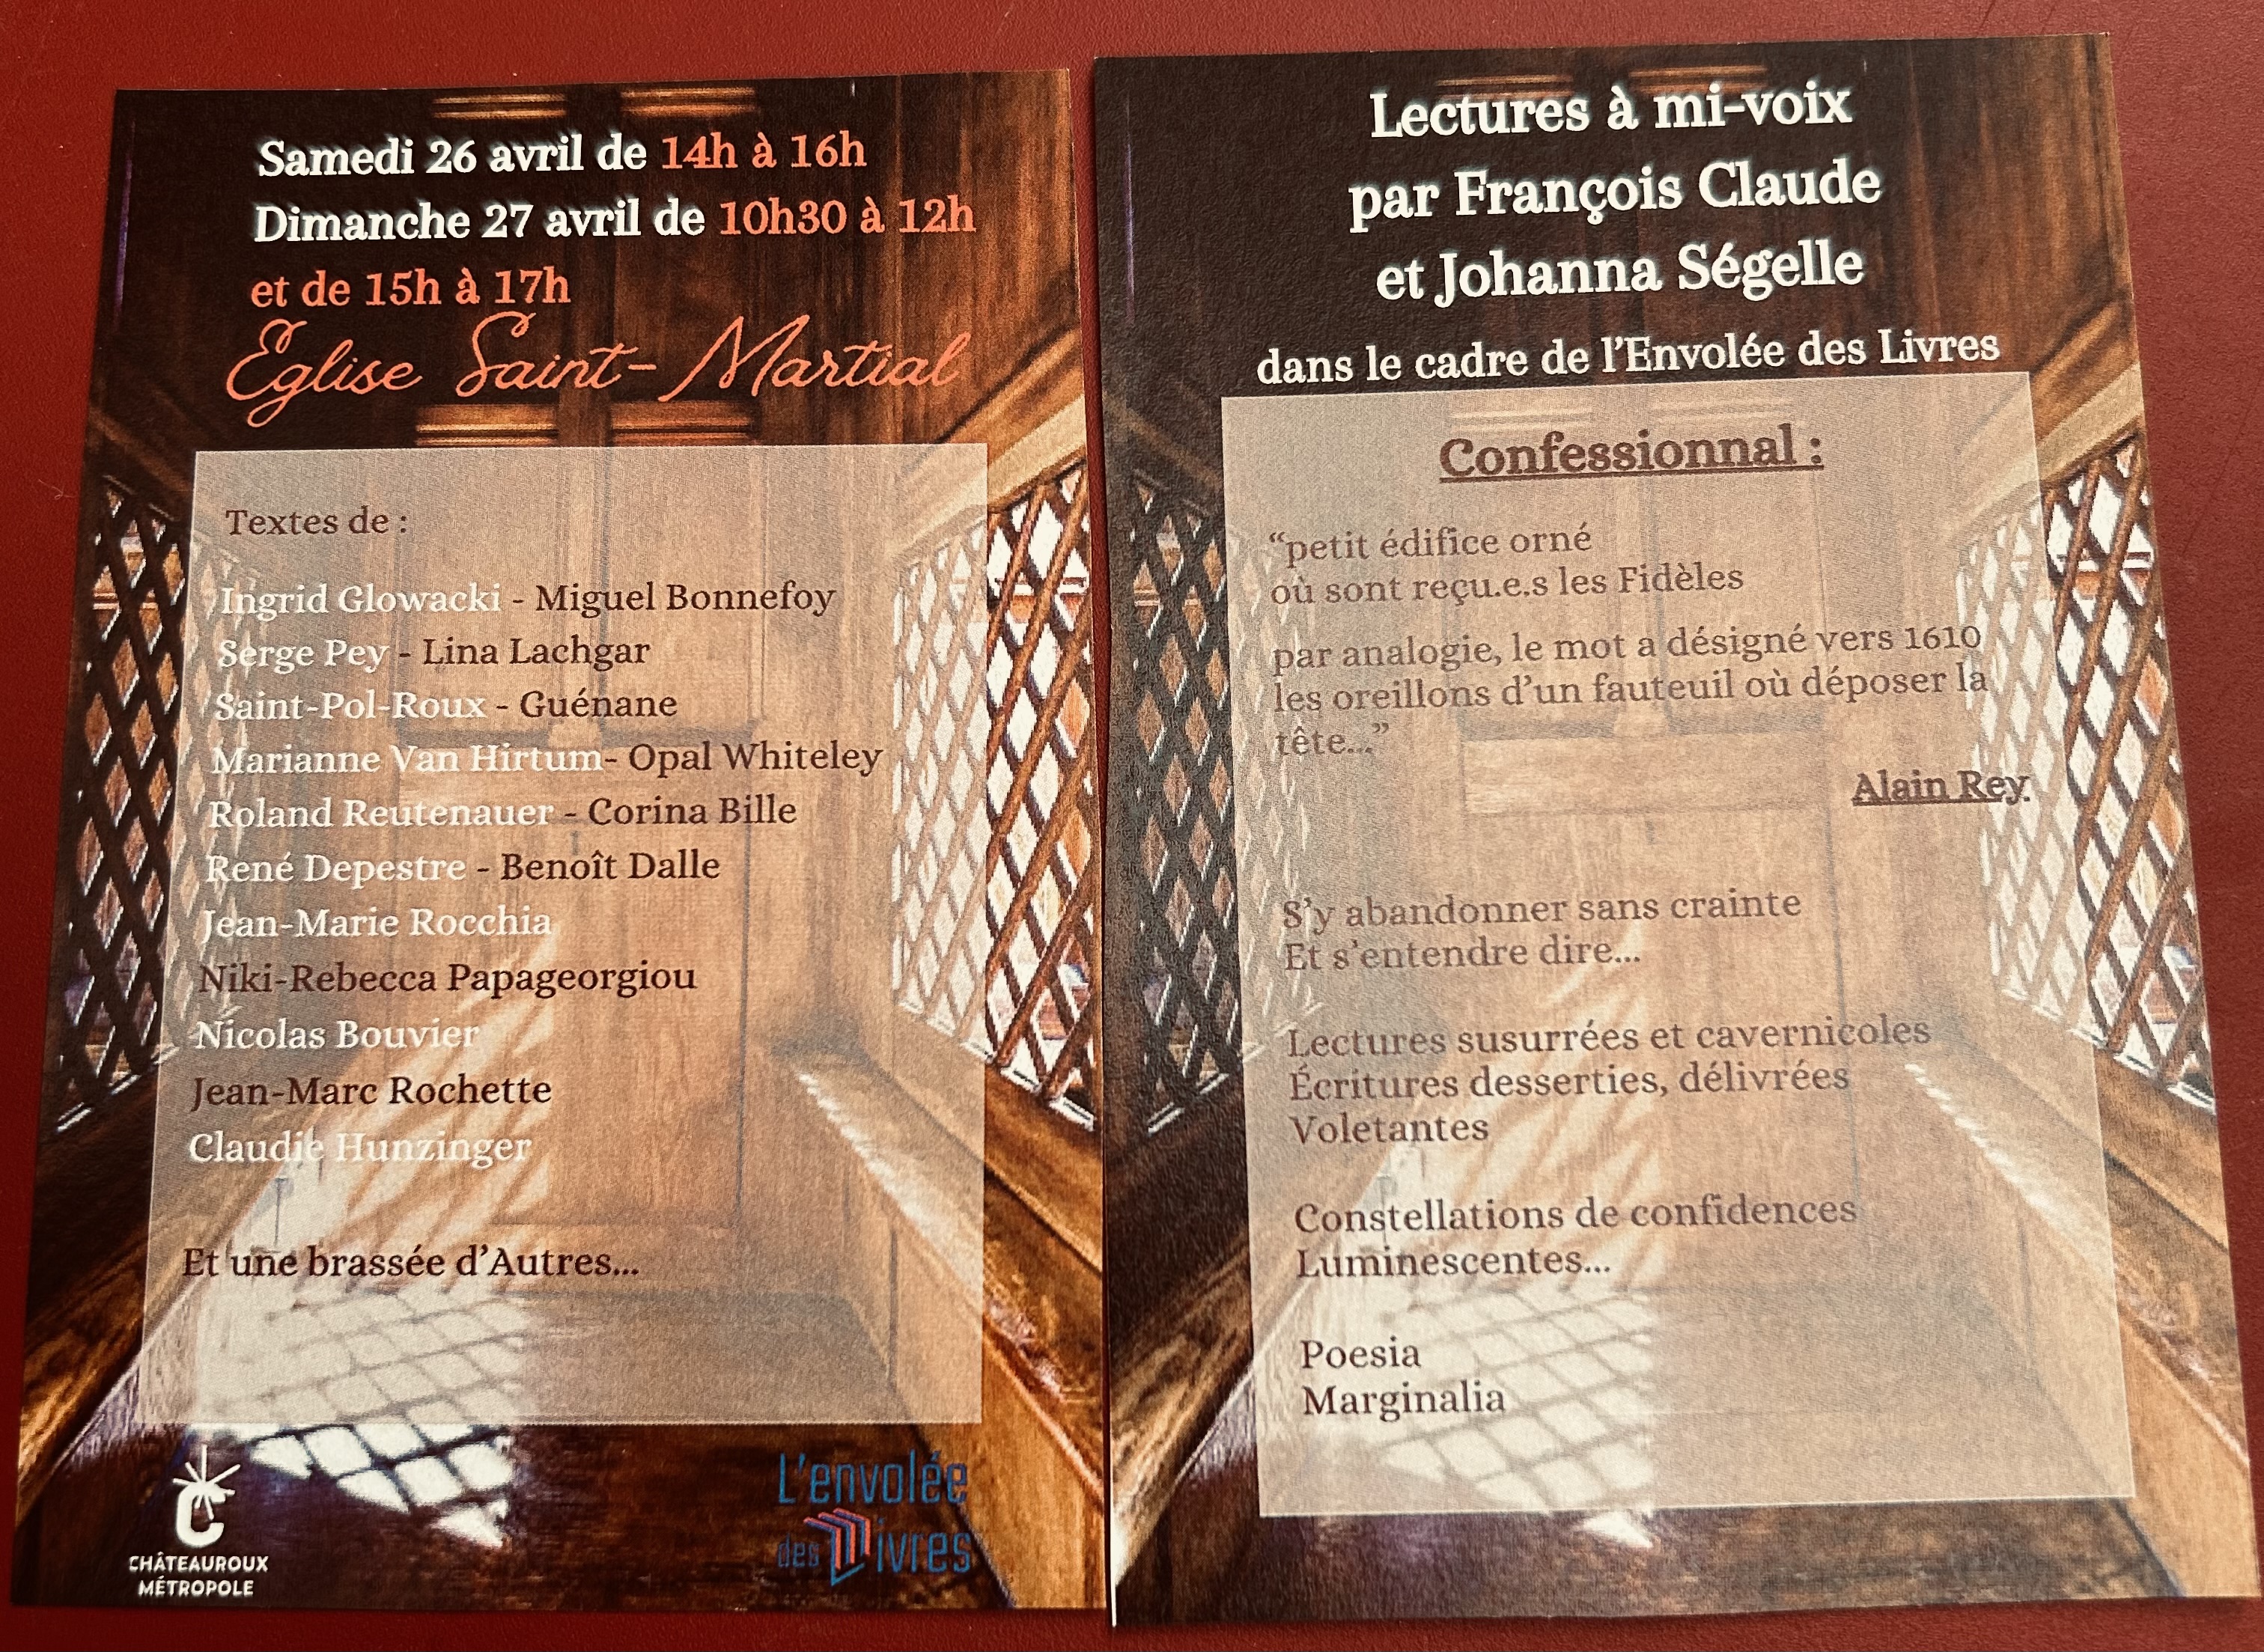 Samedi 26 avril de 14h à 16h
Dimanche 27 avril de 10h30 à 12h
et de 15h à 17h
Eglise Saint-Martial
Textes de :
Ingrid Glowacki - Miguel Bonnefoy
Serge Pey - Lina Lachgar
Saint-Pol-Roux - Guénane
Marianne Van Hirtum- Opal Whiteley
Roland Reutenauer - Corina Bille
René Depestre - Benoît Dalle
Jean-Marie Rocchia
Niki-Rebecca Papageorgiou
Nicolas Bouvier
Jean-Marc Rochette
Claudie Hunzinger
Et une brassée d'Autres...
CHÂTEAUROUX
MÉTROPOLE
L'envolée
des Livres
Lectures à mi-voix
par François Claude
et Johanna Ségelle
dans le cadre de l'Envolée des Livres
Confessionnal :
“petit édifice orné
où sont reçu.e.s les Fidèles
par analogie, le mot a désigné vers 1610
les oreillons d'un fauteuil où déposer la
tête...”
Alain Rey
S'y abandonner sans crainte
Et s'entendre dire...
Lectures susurrées et cavernicoles
Écritures desserties, délivrées
Voletantes
Constellations de confidences
Luminescentes...
Poesia
Marginalia